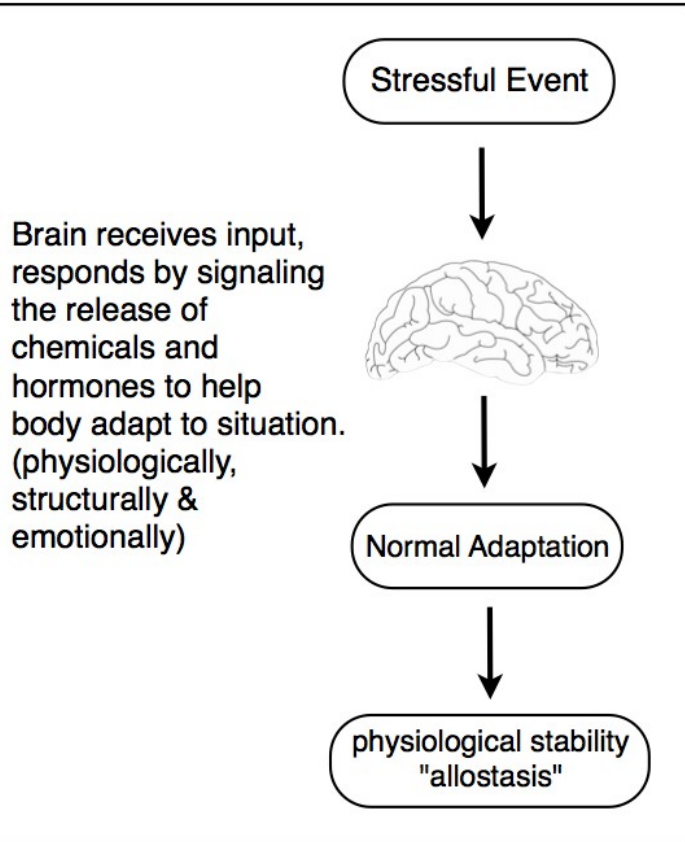 Stressful Event
Brain receives input,
responds by signaling
the release of
chemicals and
hormones to help
body adapt to situation.
(physiologically,
structurally &
emotionally)
Normal Adaptation
physiological stability
"allostasis"